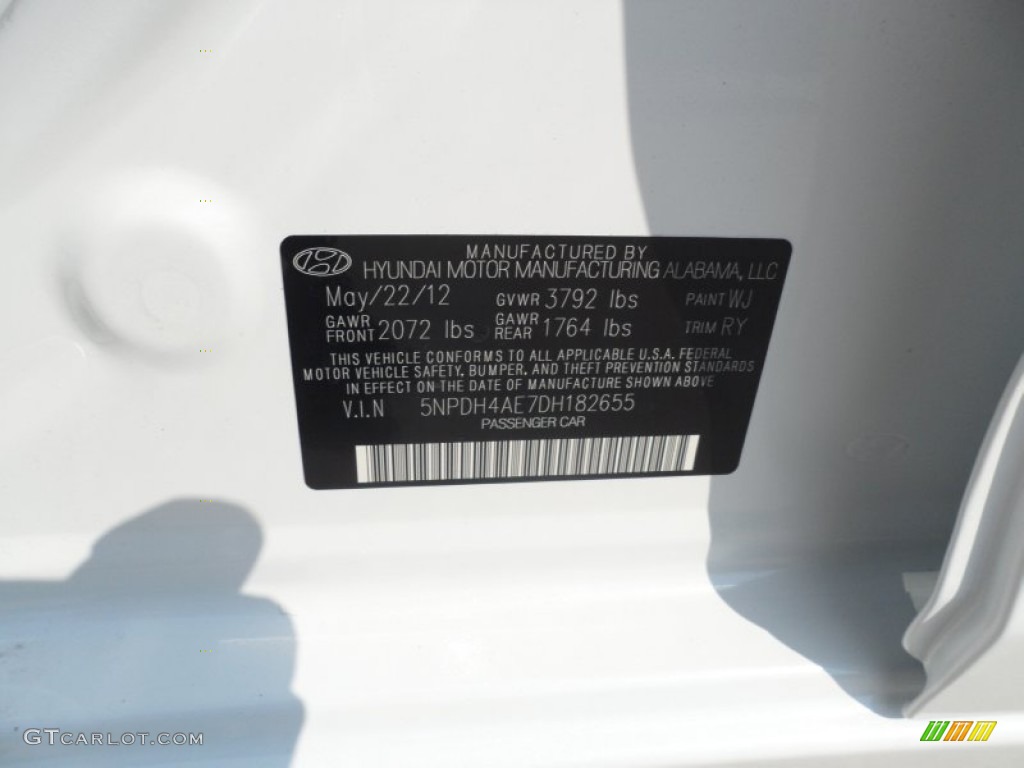 MANUFACTURED BY
HYUNDAI MOTOR MANUFACTURING ALABAMA, LLC
May/22/12 GVWR 3792 lbs PAINT WJ
GAWR FRONT 2072 lbs GAWR REAR 1764 lbs TRIM RY
THIS VEHICLE CONFORMS TO ALL APPLICABLE U.S.A. FEDERAL
MOTOR VEHICLE SAFETY, BUMPER, AND THEFT PREVENTION STANDARDS
IN EFFECT ON THE DATE OF MANUFACTURE SHOWN ABOVE
V.I.N 5NPDH4AE7DH182655
PASSENGER CAR
GTCARLOT.COM